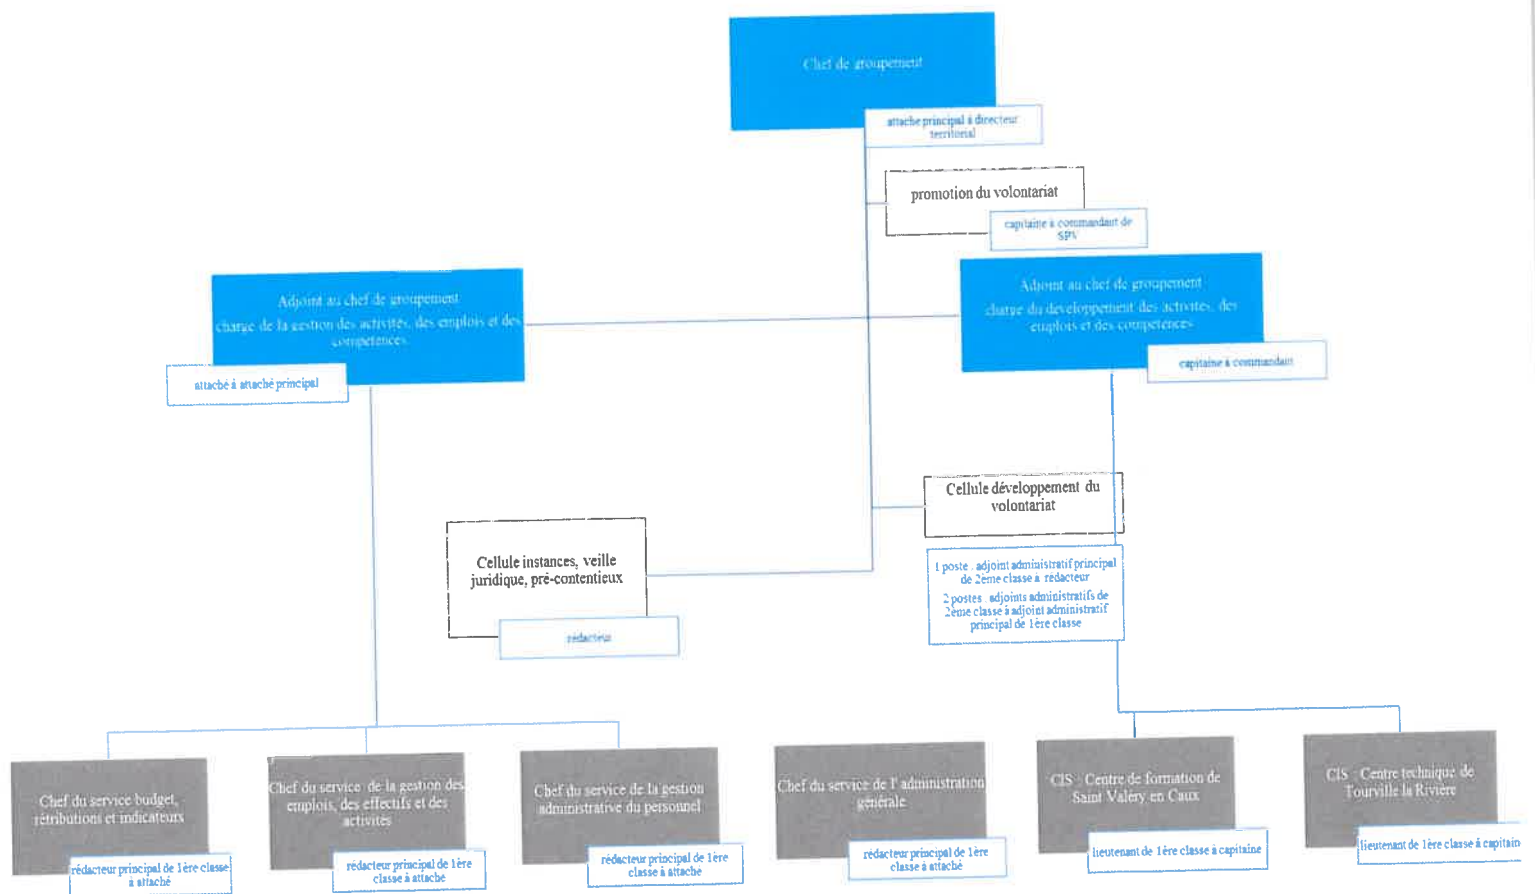 Chef de groupement
attaché principal à directeur
territorial
promotion du volontariat
capitaine à commandant de
SPV
Adjoint au chef de groupement
chargé de la gestion des activités, des emplois et des
compétences
attaché à attaché principal
Adjoint au chef de groupement
chargé du développement des activités, des
emplois et des compétences
capitaine à commandant
Cellule développement du
volontariat
1 poste : adjoint administratif principal
de 2ème classe à rédacteur
2 postes : adjoints administratifs de
2ème classe à adjoint administratif
principal de 1ère classe
Cellule instances, veille
juridique, pré-contentieux
rédacteur
Chef du service budget,
rétributions et indicateurs
rédacteur principal de 1ère classe
à attaché
Chef du service de la gestion des
emplois, des effectifs et des
activités
rédacteur principal de 1ère
classe à attaché
Chef du service de la gestion
administrative du personnel
rédacteur principal de 1ère
classe à attaché
Chef du service de l'administration
générale
rédacteur principal de 1ère
classe à attaché
CIS : Centre de formation de
Saint Valéry en Caux
lieutenant de 1ère classe à capitaine
CIS : Centre technique de
Tourville la Rivière
lieutenant de 1ère classe à capitain